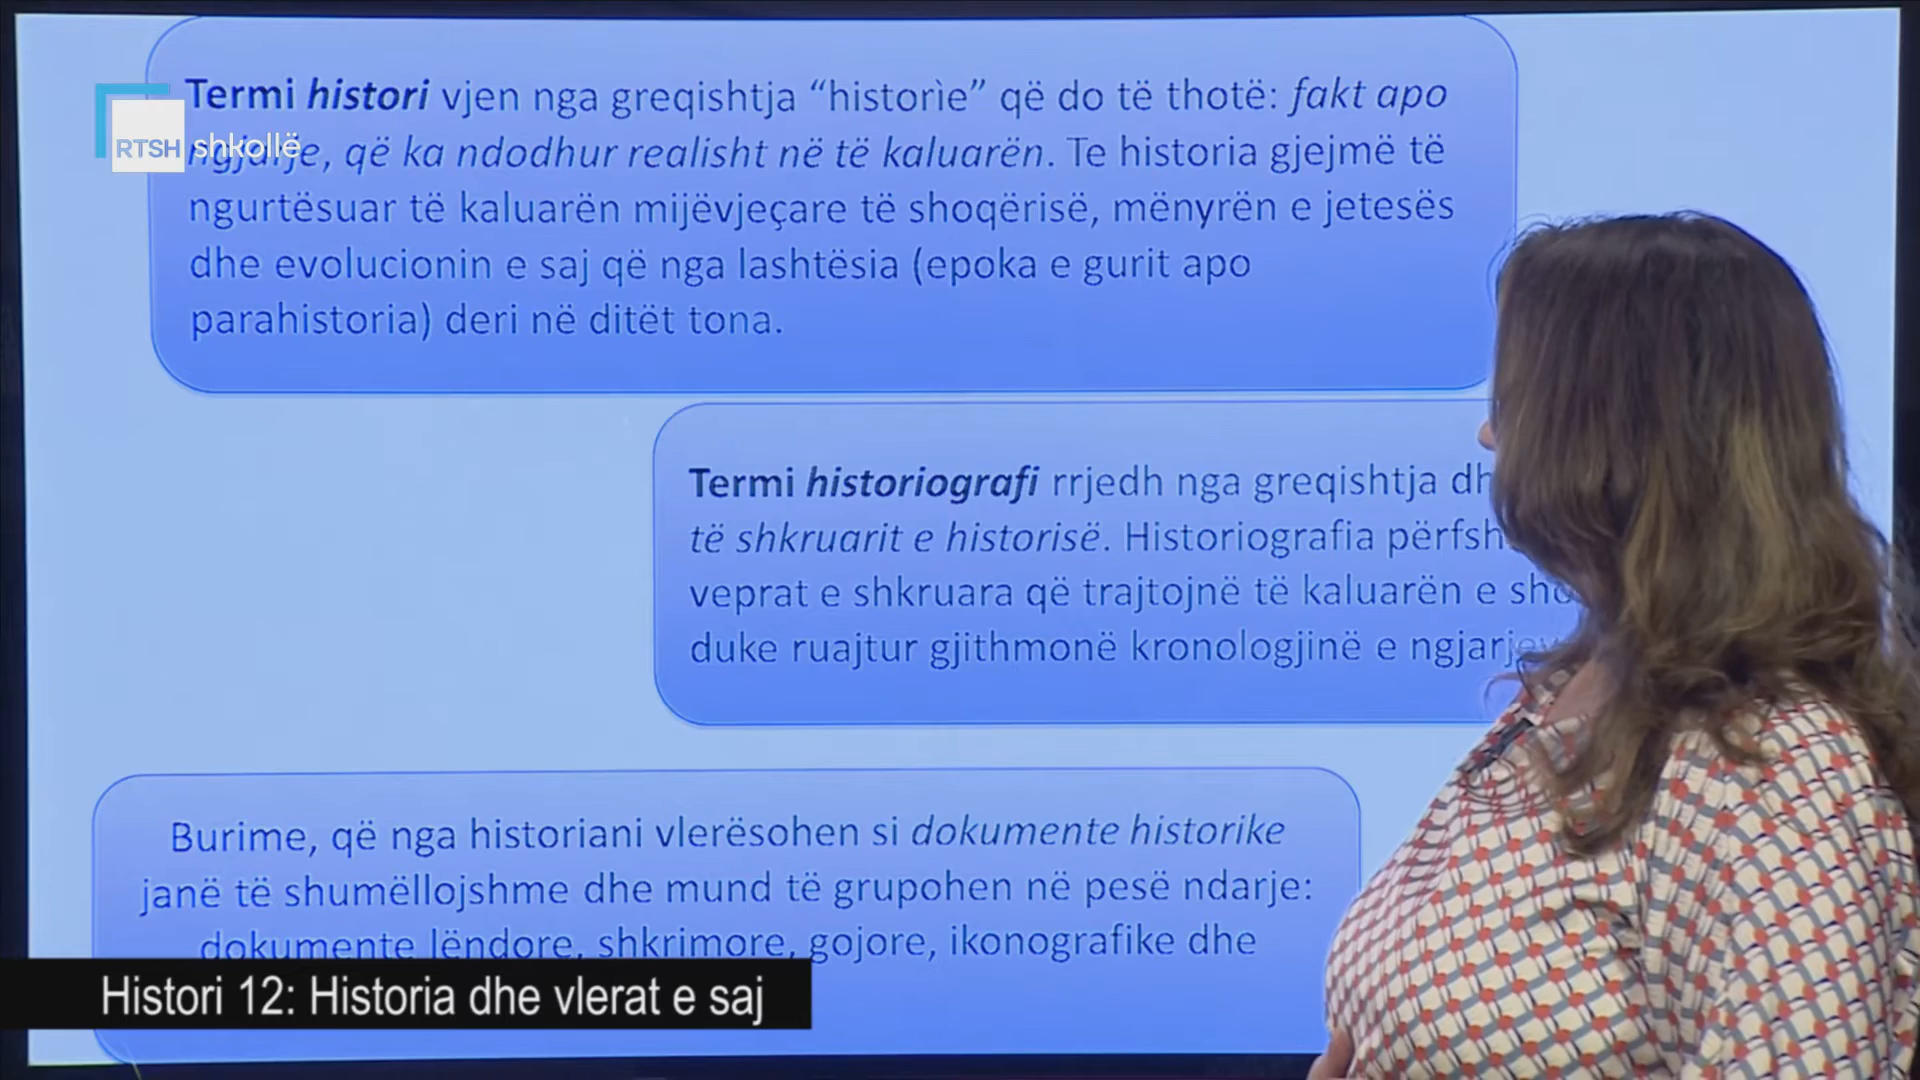 Termi histori vjen nga greqishtja “historìe” që do të thotë: fakt apo
ngjarje, që ka ndodhur realisht në të kaluarën. Te historia gjejmë të
ngurtësuar të kaluarën mijëvjeçare të shoqërisë, mënyrën e jetesës
dhe evolucionin e saj që nga lashtësia (epoka e gurit apo
parahistoria) deri në ditët tona.
RTSH shkollë
Termi historiografi rrjedh nga greqishtja
të shkruarit e historisë. Historiografia
veprat e shkruara që trajtojnë të kaluarën e
duke ruajtur gjithmonë kronologjinë e
Burime, që nga historiani vlerësohen si dokumente historike
janë të shumëllojshme dhe mund të grupohen në pesë ndarje:
dokumente lëndore, shkrimore, gojore, ikonografike dhe
Histori 12: Historia dhe vlerat e saj